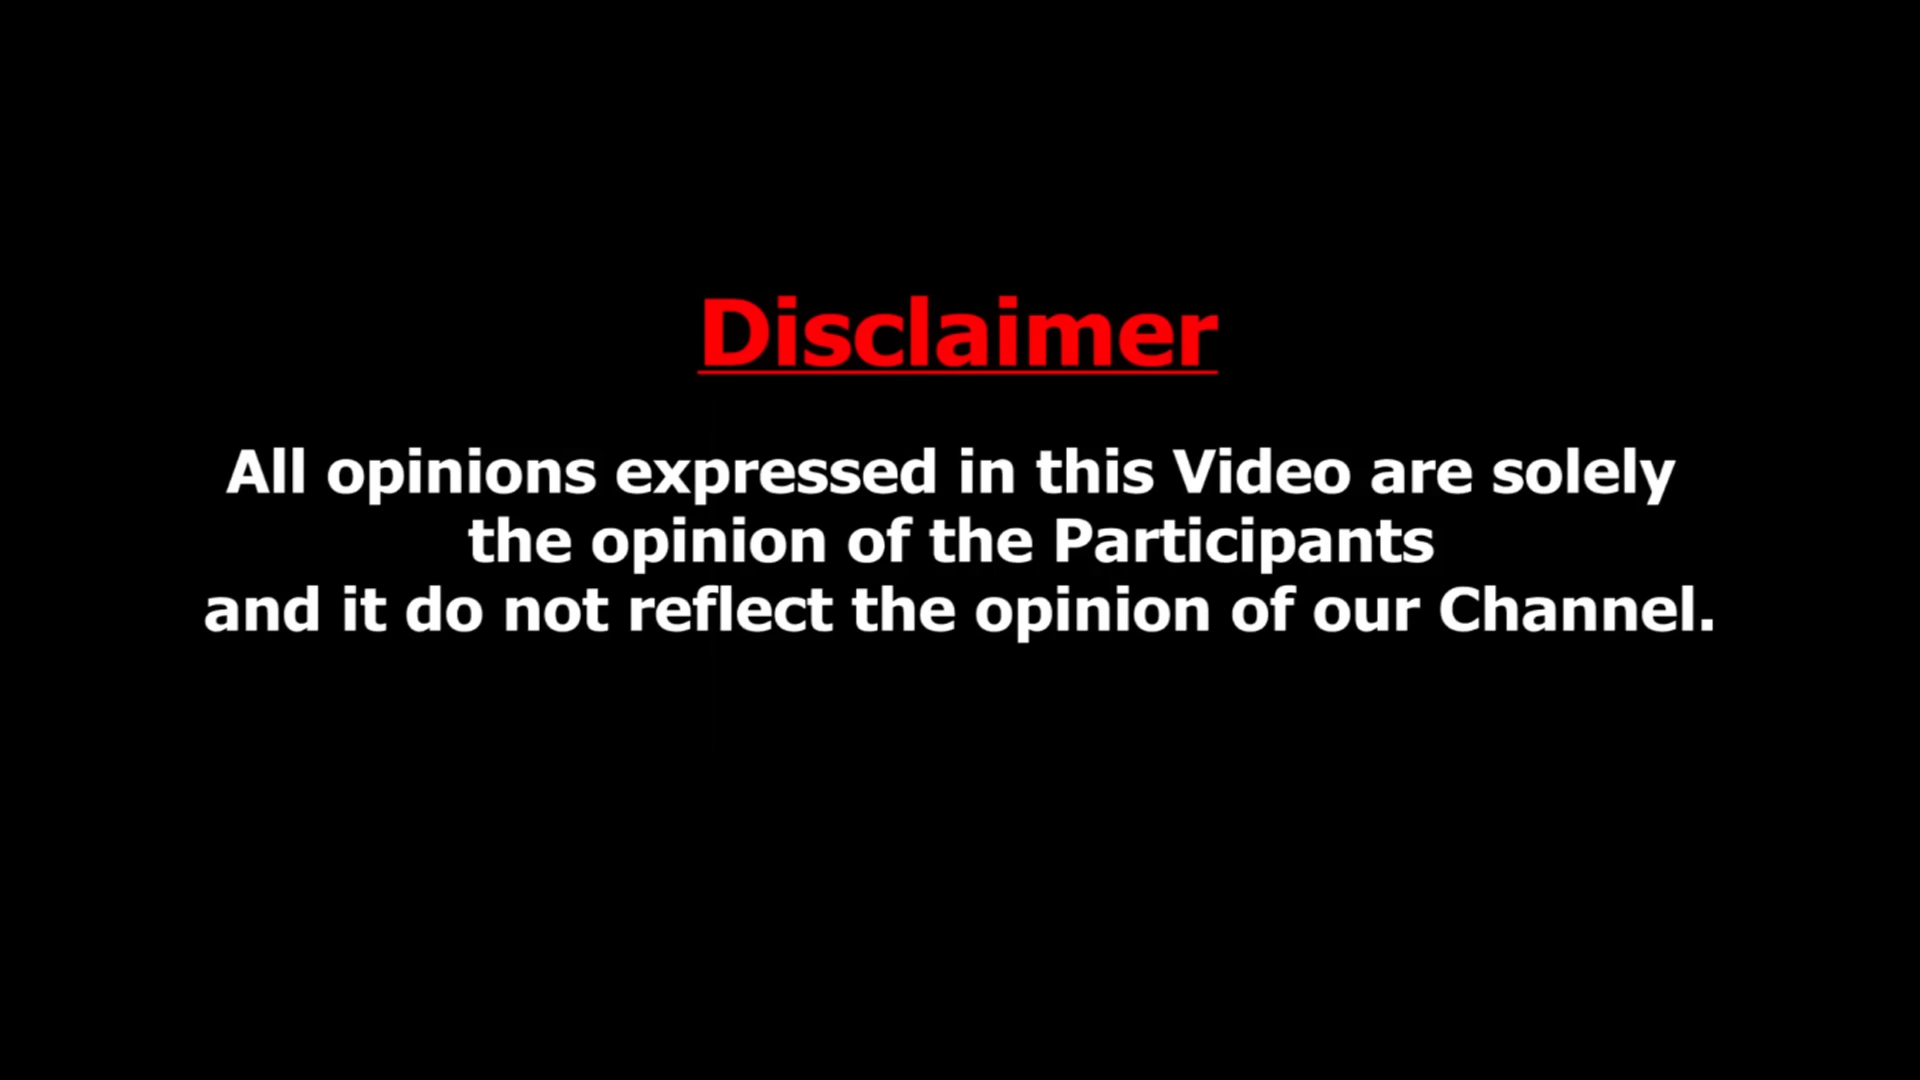 Disclaimer
All opinions expressed in this Video are solely
the opinion of the Participants
and it do not reflect the opinion of our Channel.